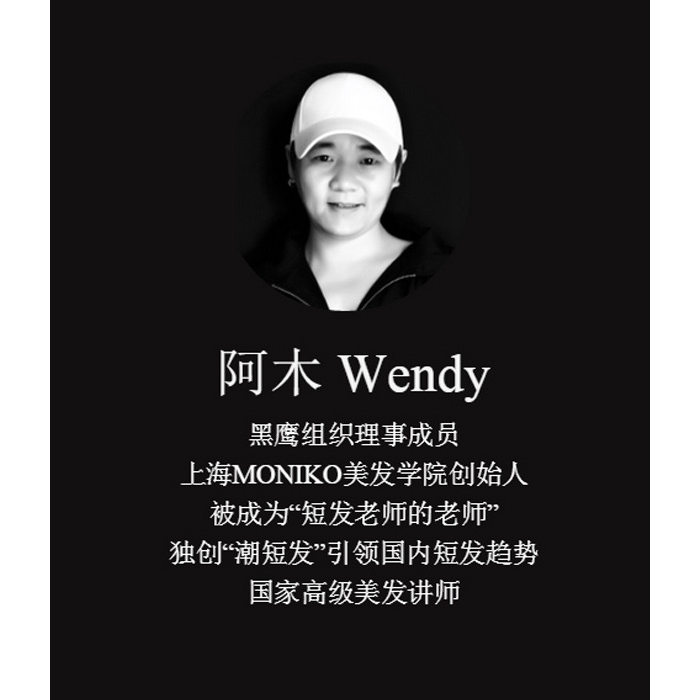 阿木 Wendy
黑鹰组织理事成员
上海MONIKO美发学院创始人
被成为“短发老师的老师”
独创“潮短发”引领国内短发趋势
国家高级美发讲师